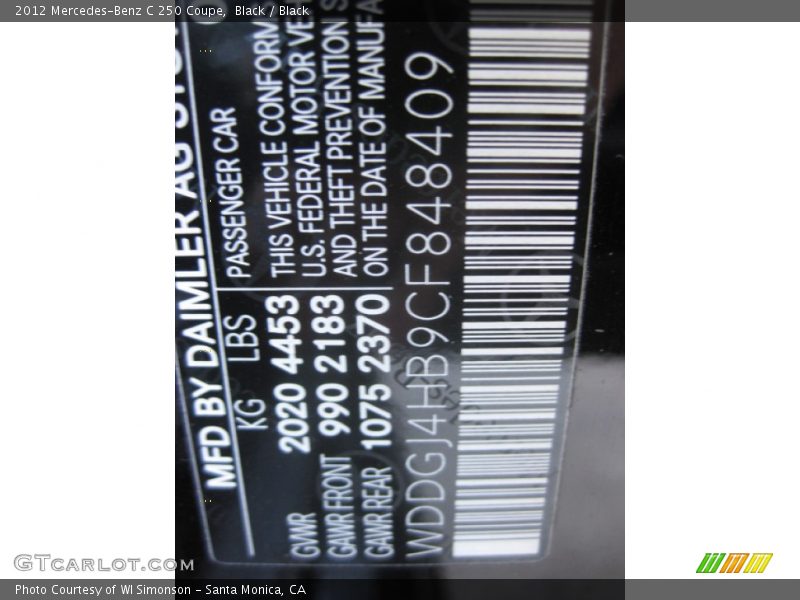 2012 Mercedes-Benz C 250 Coupe,  Black / Black
MFD BY DAIMLER AG
KG LBS PASSENGER CAR
GVWR 2020 4453 THIS VEHICLE CONFORM
GAWR FRONT 990 2183 U.S. FEDERAL MOTOR VE
GAWR REAR 1075 2370 AND THEFT PREVENTION S
ON THE DATE OF MANUFA
WDDGJ4HB9CF848409
GTCARLOT.COM
Photo Courtesy of WI Simonson - Santa Monica, CA